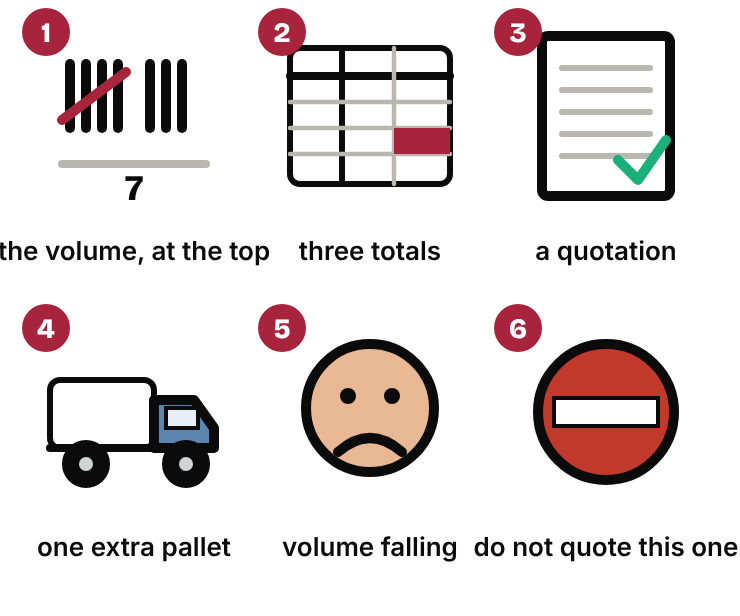 1
2
3
7
the volume, at the top
three totals
a quotation
4
5
6
one extra pallet
volume falling
do not quote this one